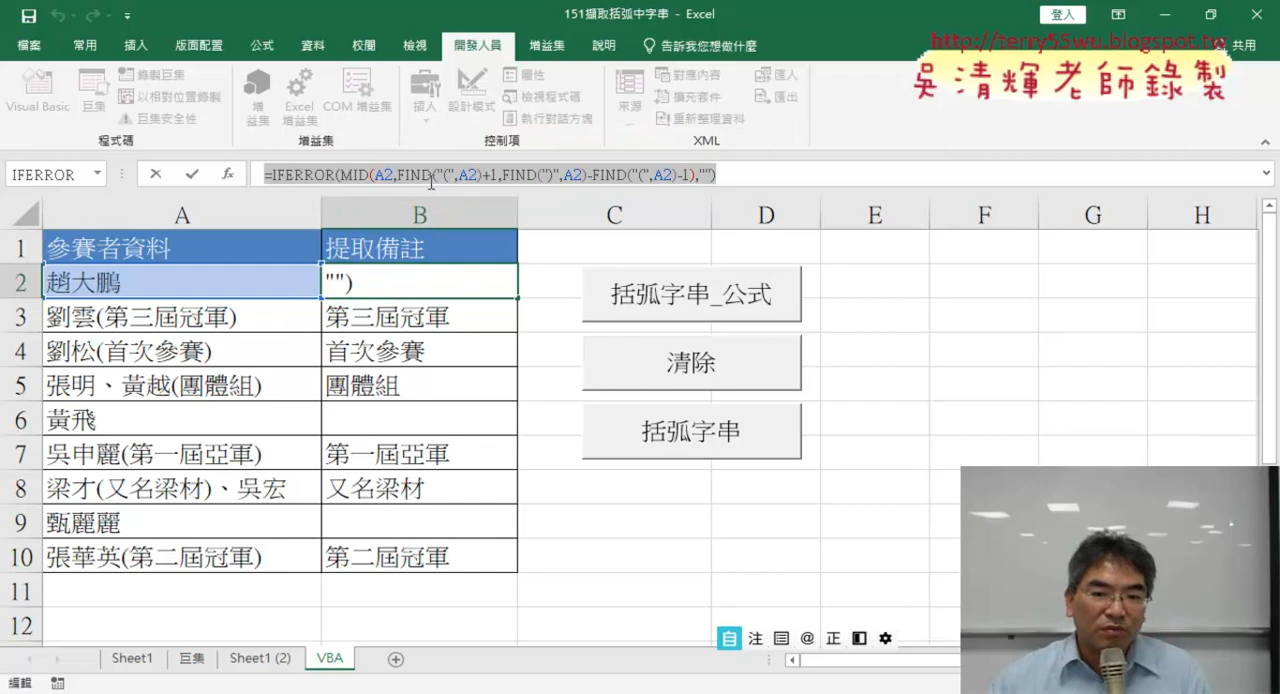 151擷取括弧中字串 - Excel
登入
檔案 常用 插入 版面配置 公式 資料 校閱 檢視 開發人員 增益集 說明 告訴我您想做什麼 共用
http://terry55wu.blogspot.tw
吳清輝老師錄製
Visual Basic 巨集 錄製巨集 以相對位置錄製 巨集安全性
程式碼
增益集 Excel 增益集 COM 增益集
增益集
插入 設計模式 屬性 檢視程式碼 執行對話方塊
控制項
來源 對應內容 擴充套件 重新整理資料 匯入 匯出
XML
IFERROR
=IFERROR(MID(A2,FIND("(",A2)+1,FIND(")",A2)-FIND("(",A2)-1),"")
A B C D E F G H
1 參賽者資料 提取備註
2 趙大鵬 "")
3 劉雲(第三屆冠軍) 第三屆冠軍
4 劉松(首次參賽) 首次參賽
5 張明、黃越(團體組) 團體組
6 黃飛
7 吳申麗(第一屆亞軍) 第一屆亞軍
8 梁才(又名梁材)、吳宏 又名梁材
9 甄麗麗
10 張華英(第二屆冠軍) 第二屆冠軍
11
12
括弧字串_公式
清除
括弧字串
注 @ 正
Sheet1 巨集 Sheet1 (2) VBA
編輯